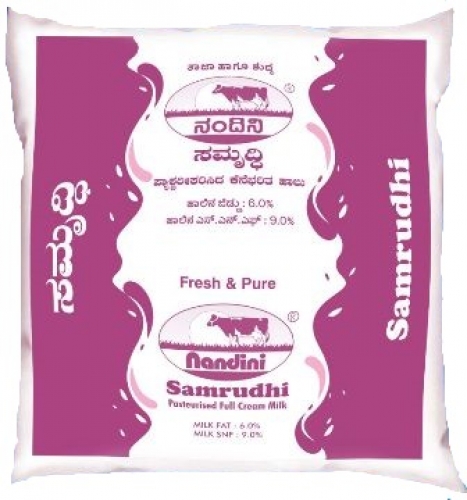 ತಾಜಾ ಹಾಗೂ ಶುದ್ಧ
®
ನಂದಿನಿ
ಸಮೃದ್ಧಿ
ಪ್ಯಾಶ್ಚರೀಕರಿಸಿದ ಕೆನೆಭರಿತ ಹಾಲು
ಹಾಲಿನ ಜಿಡ್ಡು : 6.0%
ಹಾಲಿನ ಎಸ್.ಎನ್.ಎಫ್ : 9.0%
ಸಮೃದ್ಧಿ
Samrudhi
Fresh & Pure
®
Nandini
Samrudhi
Pasteurised Full Cream Milk
MILK FAT : 6.0%
MILK SNF : 9.0%